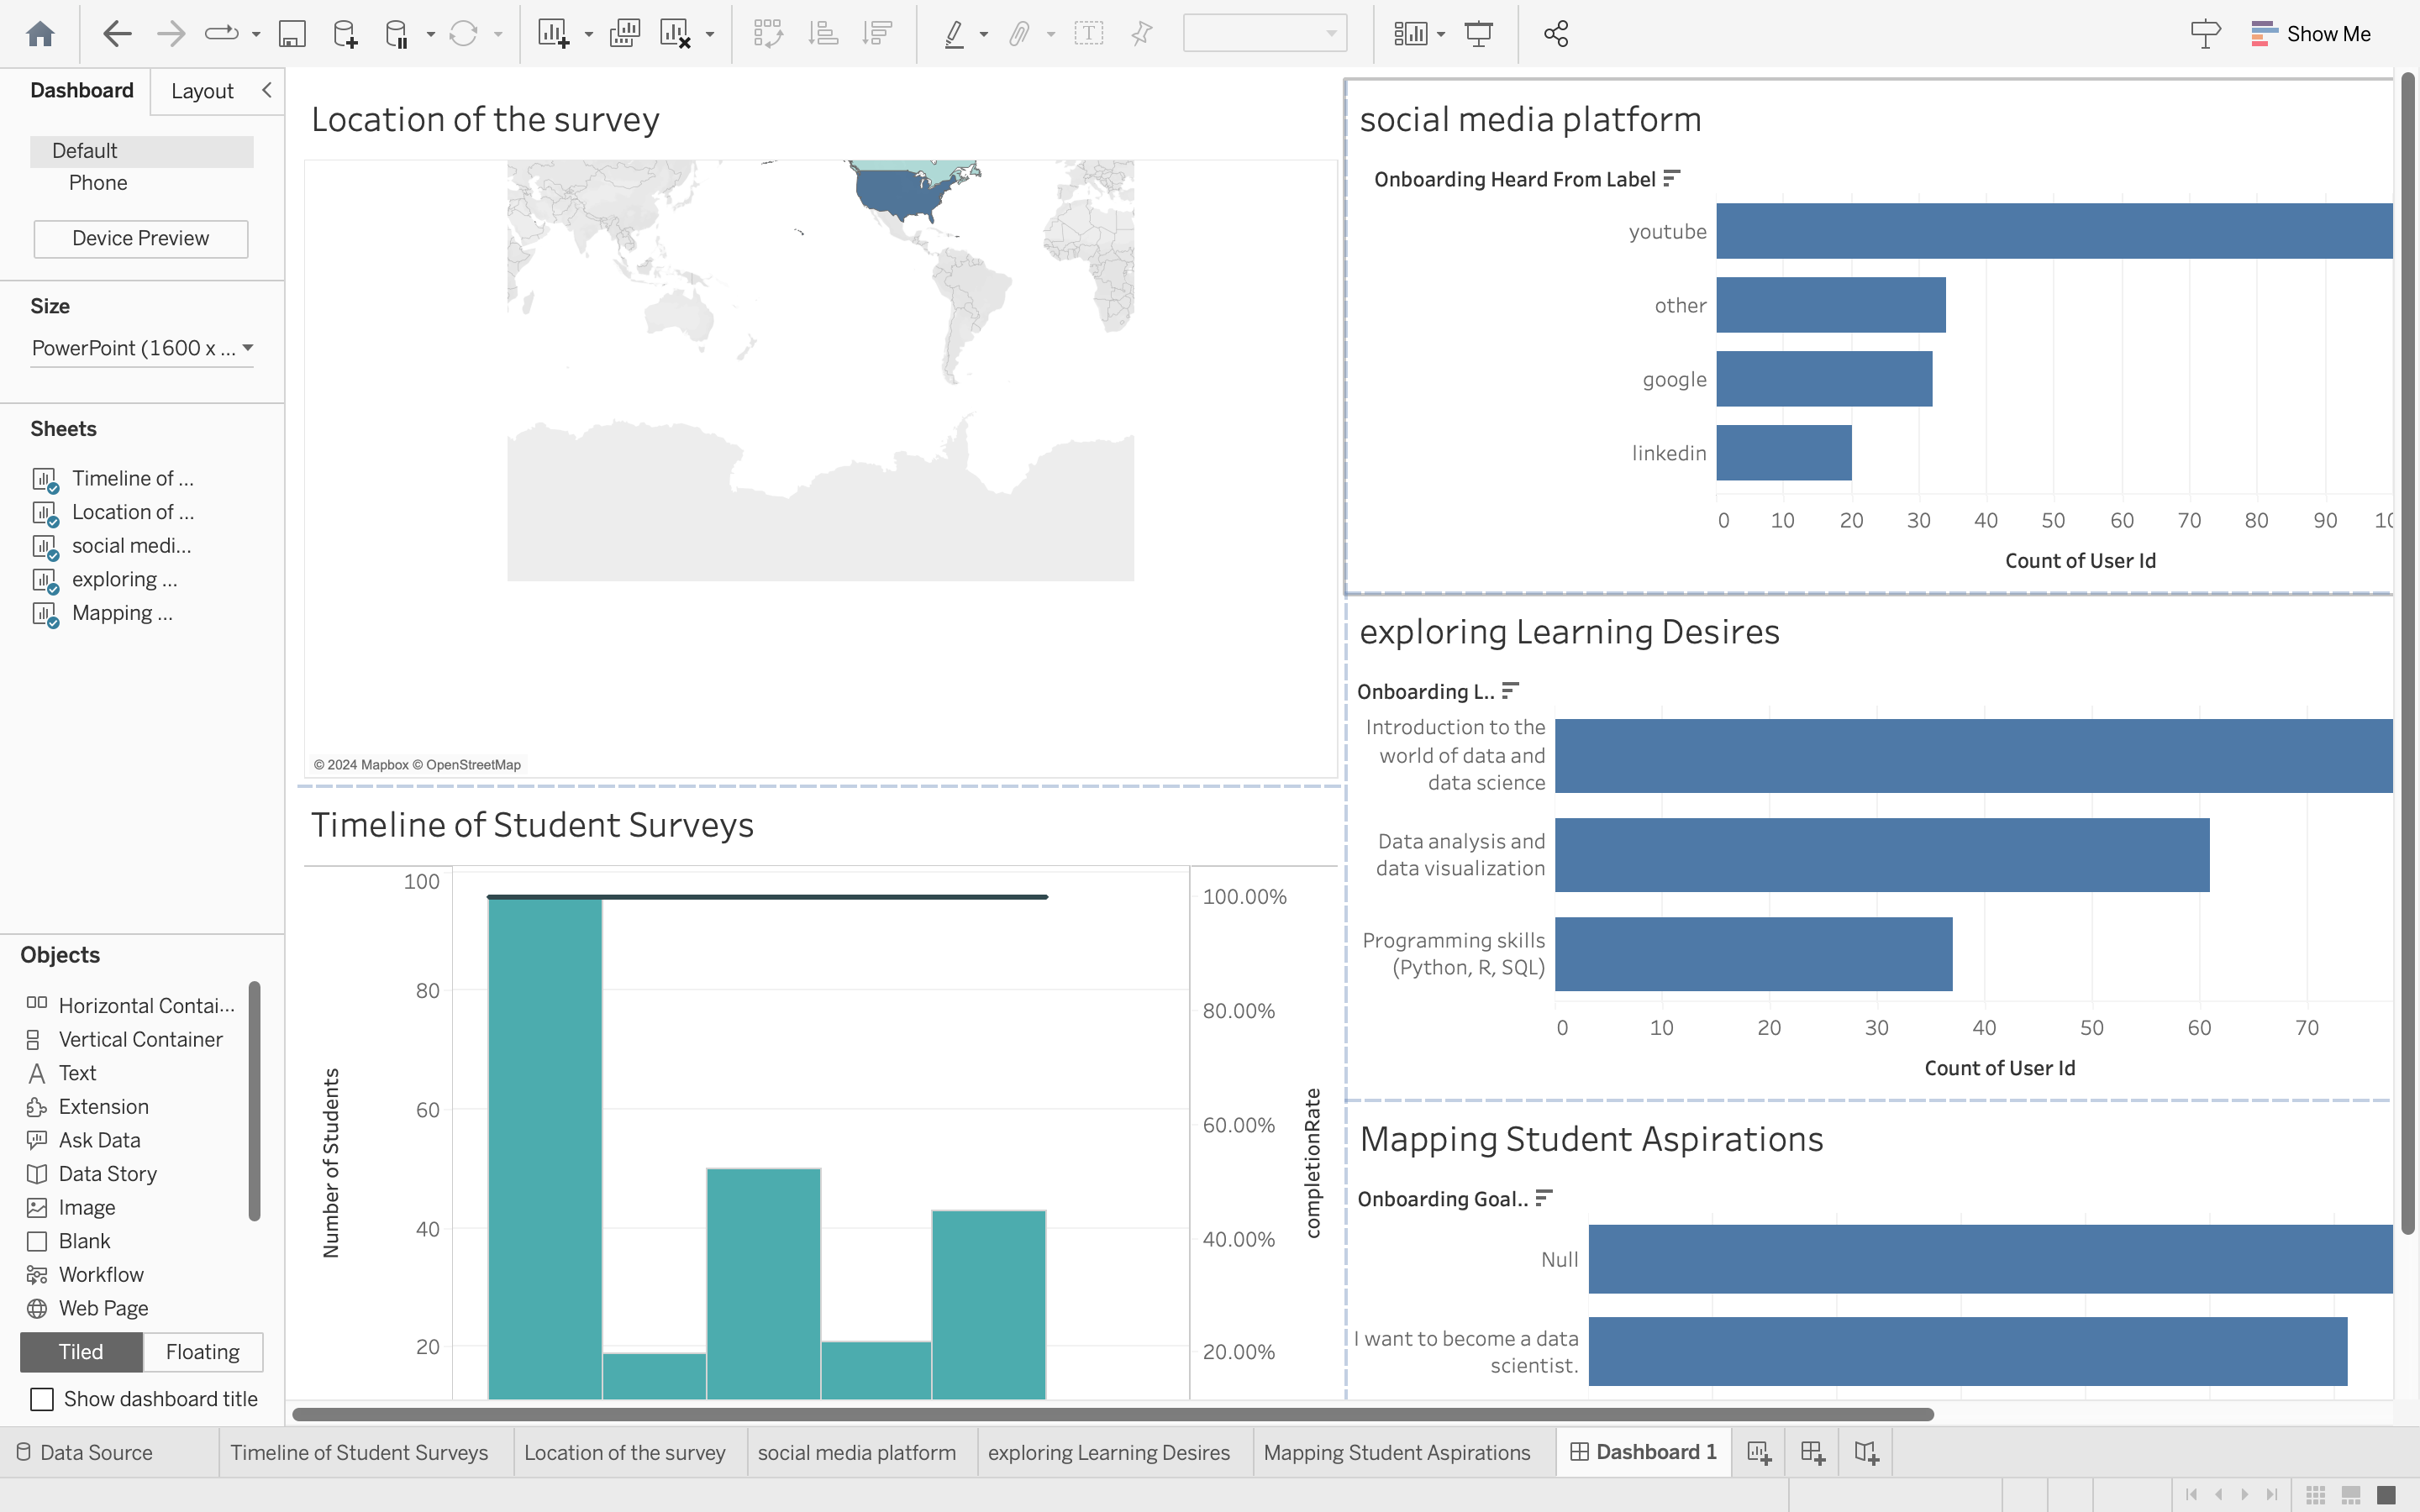 Show Me
Dashboard
Layout
Default
Phone
Device Preview
Size
PowerPoint (1600 x ...
Sheets
Timeline of ...
Location of ...
social medi...
exploring ...
Mapping ...
Objects
Horizontal Contai...
Vertical Container
Text
Extension
Ask Data
Data Story
Image
Blank
Workflow
Web Page
Tiled
Floating
Show dashboard title
Location of the survey
© 2024 Mapbox © OpenStreetMap
Timeline of Student Surveys
100
80
60
40
20
Number of Students
100.00%
80.00%
60.00%
40.00%
20.00%
completionRate
social media platform
Onboarding Heard From Label
youtube
other
google
linkedin
0 10 20 30 40 50 60 70 80 90 10
Count of User Id
exploring Learning Desires
Onboarding L..
Introduction to the
world of data and
data science
Data analysis and
data visualization
Programming skills
(Python, R, SQL)
0 10 20 30 40 50 60 70
Count of User Id
Mapping Student Aspirations
Onboarding Goal..
Null
I want to become a data
scientist.
Data Source
Timeline of Student Surveys
Location of the survey
social media platform
exploring Learning Desires
Mapping Student Aspirations
Dashboard 1